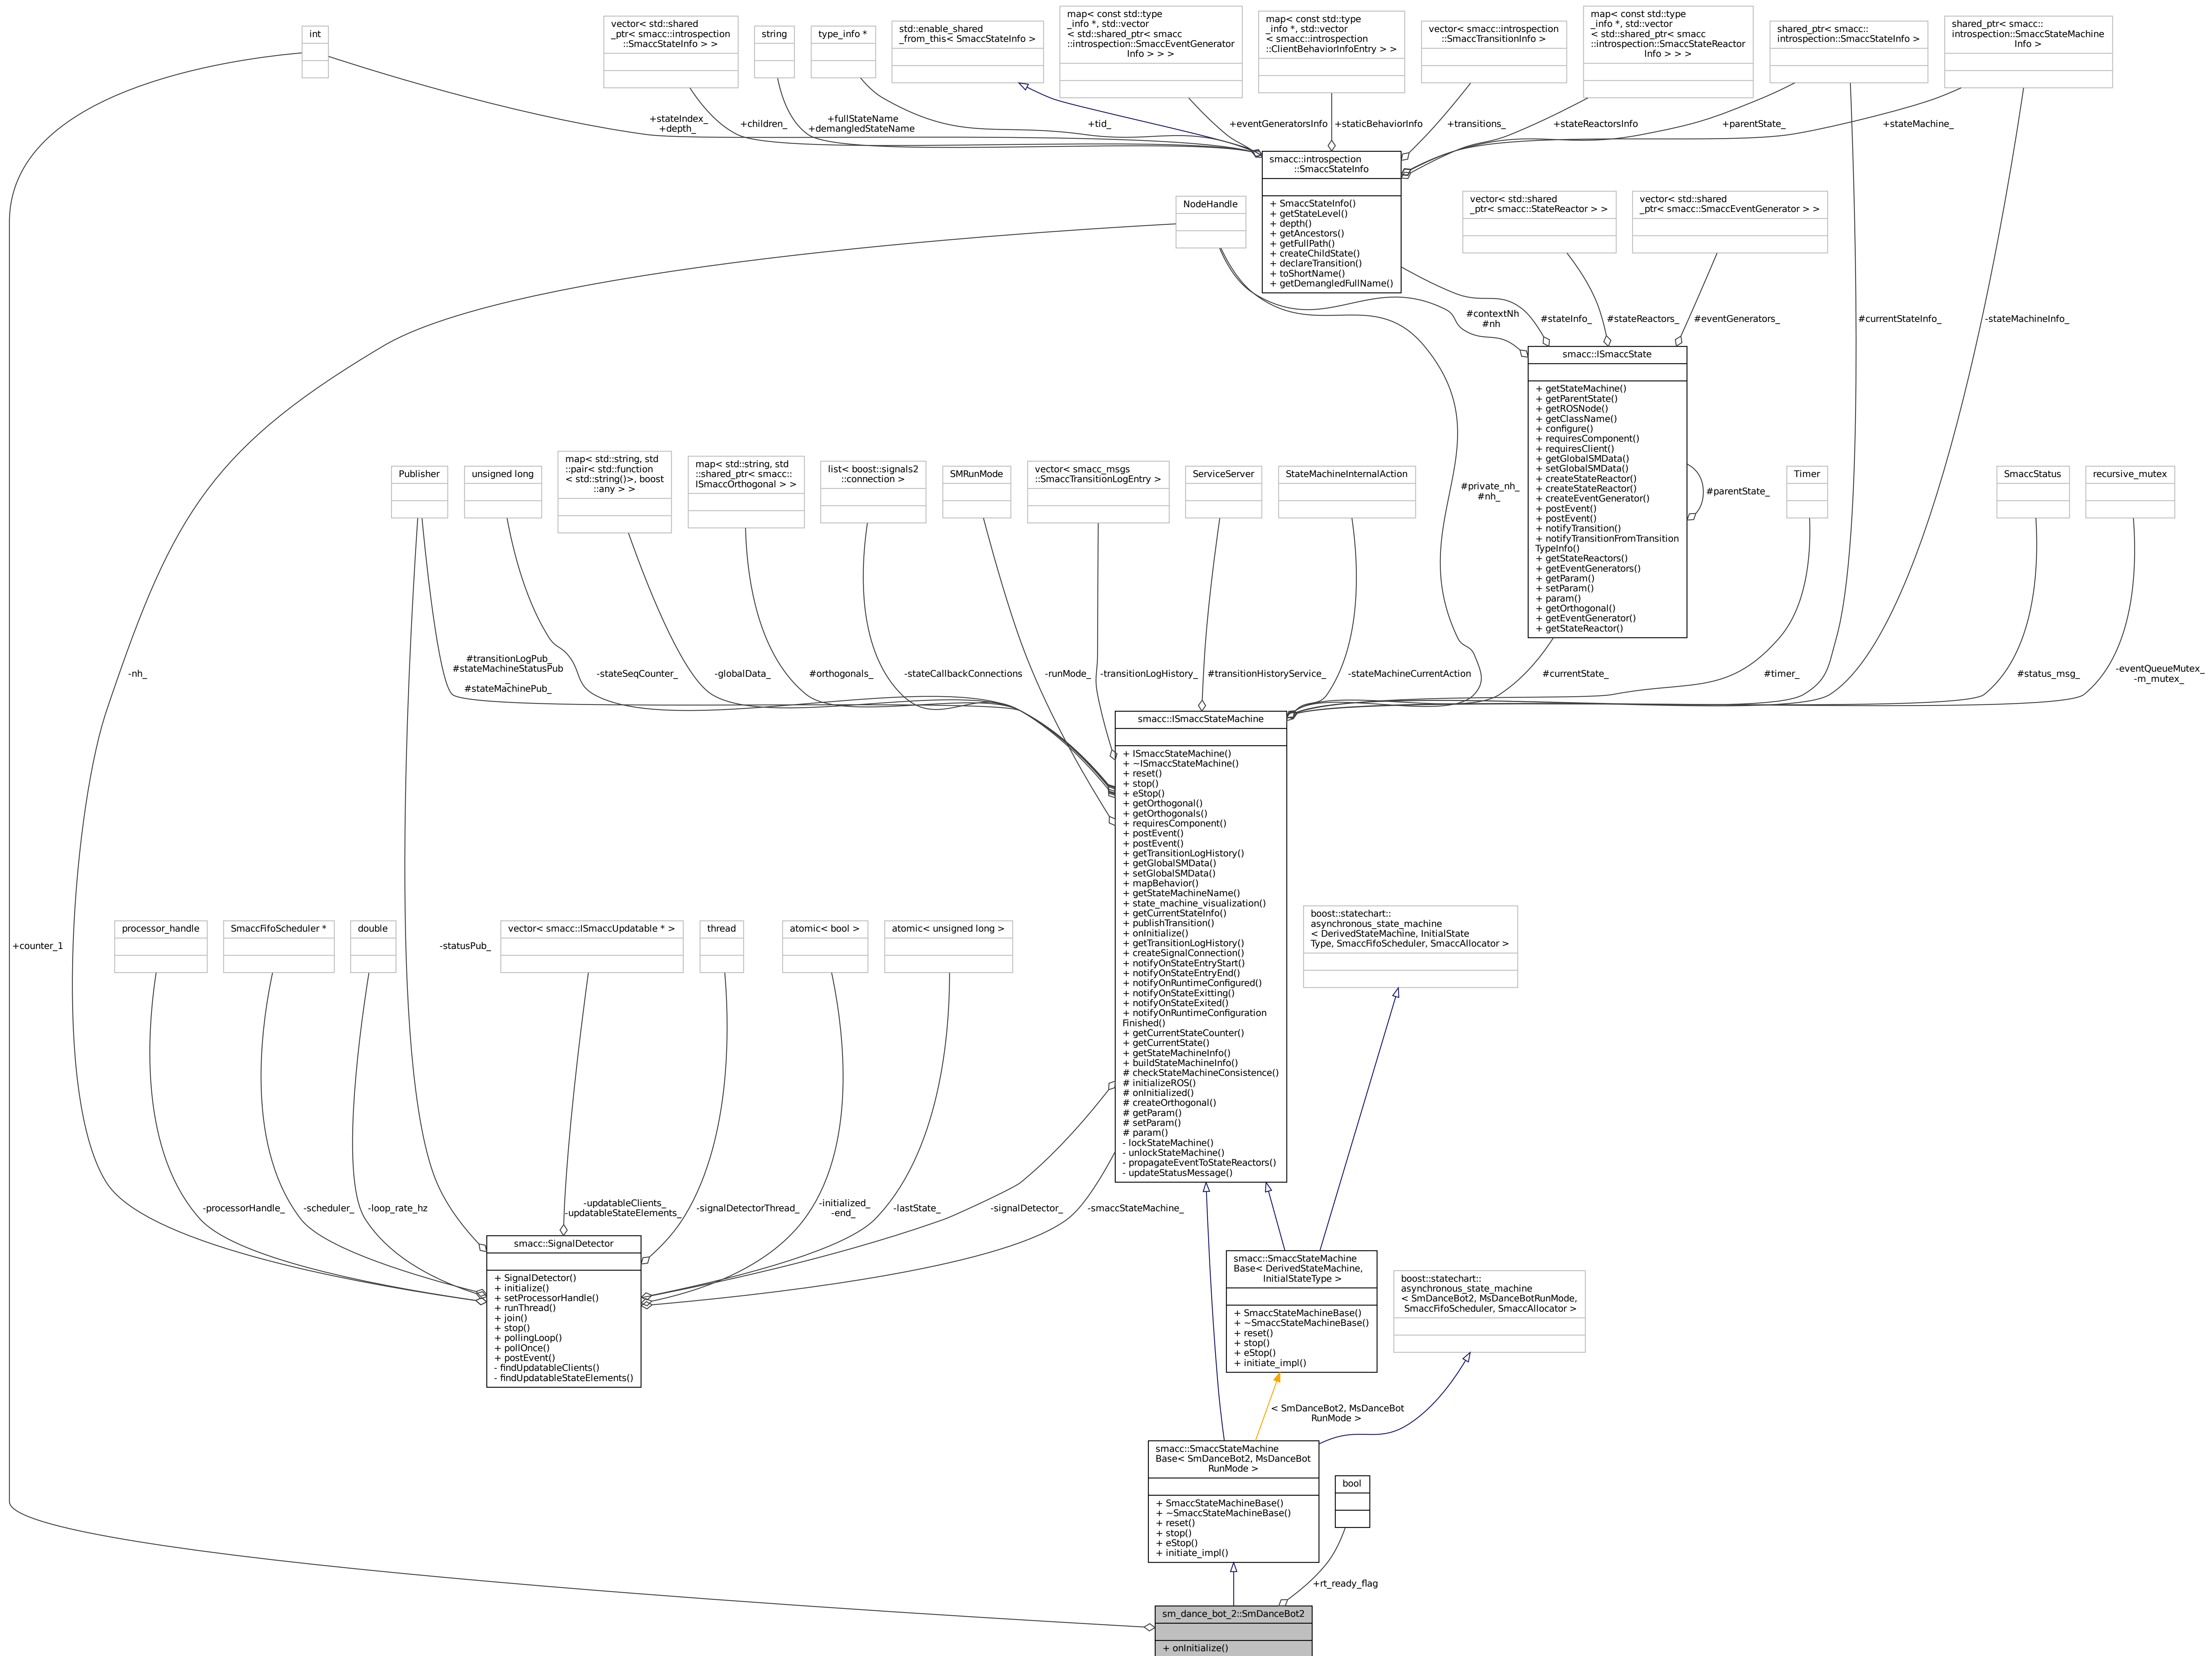 int
vector< std::shared
_ptr< smacc::introspection
::SmaccStateInfo > >
string
type_info *
std::enable_shared
_from_this< SmaccStateInfo >
map< const std::type
_info *, std::vector
< std::shared_ptr< smacc
::introspection::SmaccEventGenerator
Info > > >
map< const std::type
_info *, std::vector
< smacc::introspection
::ClientBehaviorInfoEntry > >
vector< smacc::introspection
::SmaccTransitionInfo >
map< const std::type
_info *, std::vector
< std::shared_ptr< smacc
::introspection::SmaccStateReactor
Info > > >
shared_ptr< smacc::
introspection::SmaccStateInfo >
shared_ptr< smacc::
introspection::SmaccStateMachine
Info >
+stateIndex_
+depth_
+children_
+fullStateName
+demangledStateName
+tid_
+eventGeneratorsInfo
+staticBehaviorInfo
+transitions_
+stateReactorsInfo
+parentState_
+stateMachine_
smacc::introspection
::SmaccStateInfo
+ SmaccStateInfo()
+ getStateLevel()
+ depth()
+ getAncestors()
+ getFullPath()
+ createChildState()
+ declareTransition()
+ toShortName()
+ getDemangledFullName()
NodeHandle
vector< std::shared
_ptr< smacc::StateReactor > >
vector< std::shared
_ptr< smacc::SmaccEventGenerator > >
#contextNh
#nh
#stateInfo_
#stateReactors_
#eventGenerators_
#currentStateInfo_
-stateMachineInfo_
smacc::ISmaccState
+ getStateMachine()
+ getParentState()
+ getROSNode()
+ getClassName()
+ configure()
+ requiresComponent()
+ requiresClient()
+ getGlobalSMData()
+ setGlobalSMData()
+ createStateReactor()
+ createStateReactor()
+ createEventGenerator()
+ postEvent()
+ postEvent()
+ notifyTransition()
+ notifyTransitionFromTransition
TypeInfo()
+ getStateReactors()
+ getEventGenerators()
+ getParam()
+ setParam()
+ param()
+ getOrthogonal()
+ getEventGenerator()
+ getStateReactor()
#parentState_
Publisher
unsigned long
map< std::string, std
::pair< std::function
< std::string()>, boost
::any > >
map< std::string, std
::shared_ptr< smacc::
ISmaccOrthogonal > >
list< boost::signals2
::connection >
SMRunMode
vector< smacc_msgs
::SmaccTransitionLogEntry >
ServiceServer
StateMachineInternalAction
#private_nh_
#nh_
Timer
SmaccStatus
recursive_mutex
-nh_
#transitionLogPub_
#stateMachineStatusPub
_
#stateMachinePub_
-stateSeqCounter_
-globalData_
#orthogonals_
-stateCallbackConnections
-runMode_
-transitionLogHistory_
#transitionHistoryService_
-stateMachineCurrentAction
#currentState_
#timer_
#status_msg_
-eventQueueMutex_
-m_mutex_
smacc::ISmaccStateMachine
+ ISmaccStateMachine()
+ ~ISmaccStateMachine()
+ reset()
+ stop()
+ eStop()
+ getOrthogonal()
+ getOrthogonals()
+ requiresComponent()
+ postEvent()
+ postEvent()
+ getTransitionLogHistory()
+ getGlobalSMData()
+ setGlobalSMData()
+ mapBehavior()
+ getStateMachineName()
+ state_machine_visualization()
+ getCurrentStateInfo()
+ publishTransition()
+ onInitialize()
+ getTransitionLogHistory()
+ createSignalConnection()
+ notifyOnStateEntryStart()
+ notifyOnStateEntryEnd()
+ notifyOnRuntimeConfigured()
+ notifyOnStateExitting()
+ notifyOnStateExited()
+ notifyOnRuntimeConfiguration
Finished()
+ getCurrentStateCounter()
+ getCurrentState()
+ getStateMachineInfo()
+ buildStateMachineInfo()
# checkStateMachineConsistence()
# initializeROS()
# onInitialized()
# createOrthogonal()
# getParam()
# setParam()
# param()
- lockStateMachine()
- unlockStateMachine()
- propagateEventToStateReactors()
- updateStatusMessage()
+counter_1
-statusPub_
processor_handle
SmaccFifoScheduler *
double
vector< smacc::ISmaccUpdatable * >
thread
atomic< bool >
atomic< unsigned long >
boost::statechart::
asynchronous_state_machine
< DerivedStateMachine, InitialState
Type, SmaccFifoScheduler, SmaccAllocator >
-processorHandle_
-scheduler_
-loop_rate_hz
-updatableClients_
-updatableStateElements_
-signalDetectorThread_
-initialized_
-end_
-lastState_
-signalDetector_
-smaccStateMachine_
smacc::SignalDetector
+ SignalDetector()
+ initialize()
+ setProcessorHandle()
+ runThread()
+ join()
+ stop()
+ pollingLoop()
+ pollOnce()
+ postEvent()
- findUpdatableClients()
- findUpdatableStateElements()
smacc::SmaccStateMachine
Base< DerivedStateMachine,
InitialStateType >
+ SmaccStateMachineBase()
+ ~SmaccStateMachineBase()
+ reset()
+ stop()
+ eStop()
+ initiate_impl()
boost::statechart::
asynchronous_state_machine
< SmDanceBot2, MsDanceBotRunMode,
SmaccFifoScheduler, SmaccAllocator >
< SmDanceBot2, MsDanceBot
RunMode >
smacc::SmaccStateMachine
Base< SmDanceBot2, MsDanceBot
RunMode >
+ SmaccStateMachineBase()
+ ~SmaccStateMachineBase()
+ reset()
+ stop()
+ eStop()
+ initiate_impl()
bool
+rt_ready_flag
sm_dance_bot_2::SmDanceBot2
+ onInitialize()